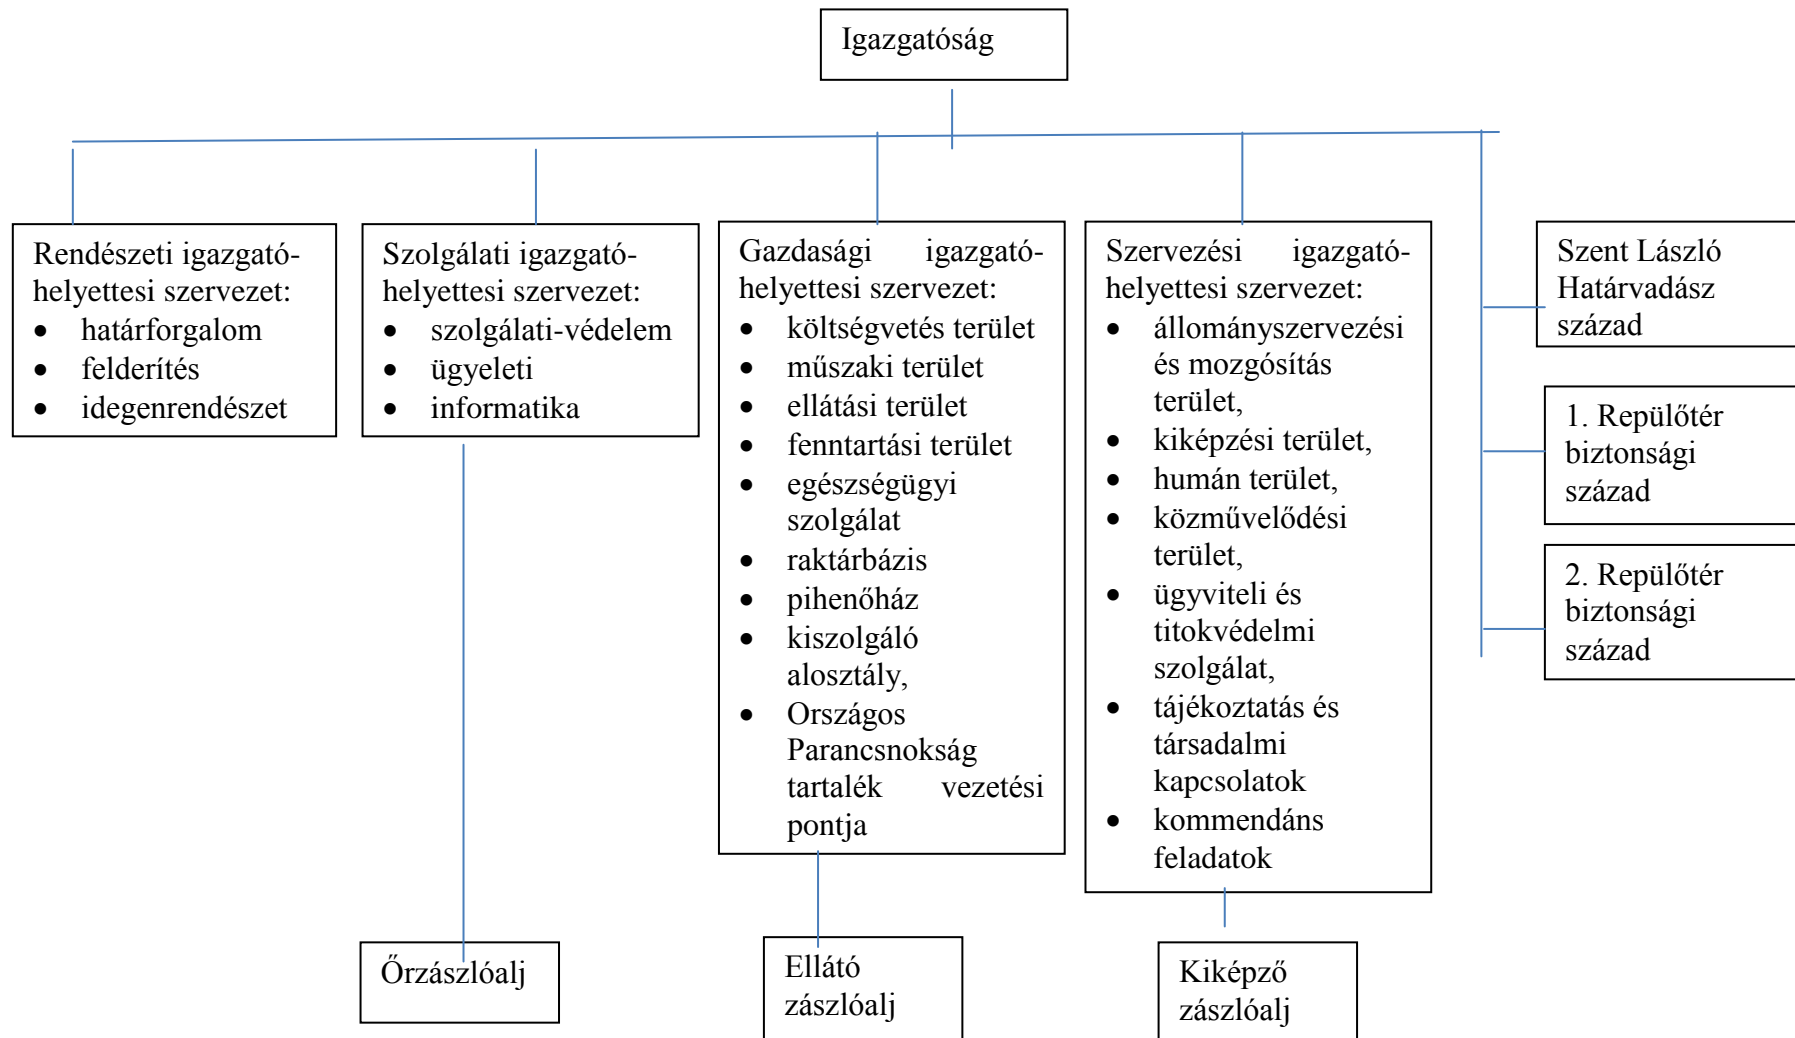 Igazgatóság
Rendészeti igazgató-
helyettesi szervezet:
• határforgalom
• felderítés
• idegenrendészet
Szolgálati igazgató-
helyettesi szervezet:
• szolgálati-védelem
• ügyeleti
• informatika
Gazdasági igazgató-
helyettesi szervezet:
• költségvetés terület
• műszaki terület
• ellátási terület
• fenntartási terület
• egészségügyi
szolgálat
• raktárbázis
• pihenőház
• kiszolgáló
alosztály,
• Országos
Parancsnokság
tartalék vezetési
pontja
Szervezési igazgató-
helyettesi szervezet:
• állományszervezési
és mozgósítás
terület,
• kiképzési terület,
• humán terület,
• közművelődési
terület,
• ügyviteli és
titokvédelmi
szolgálat,
• tájékoztatás és
társadalmi
kapcsolatok
• kommendáns
feladatok
Szent László
Határvadász
század
1. Repülőtér
biztonsági
század
2. Repülőtér
biztonsági
század
Őrzászlóalj
Ellátó
zászlóalj
Kiképző
zászlóalj